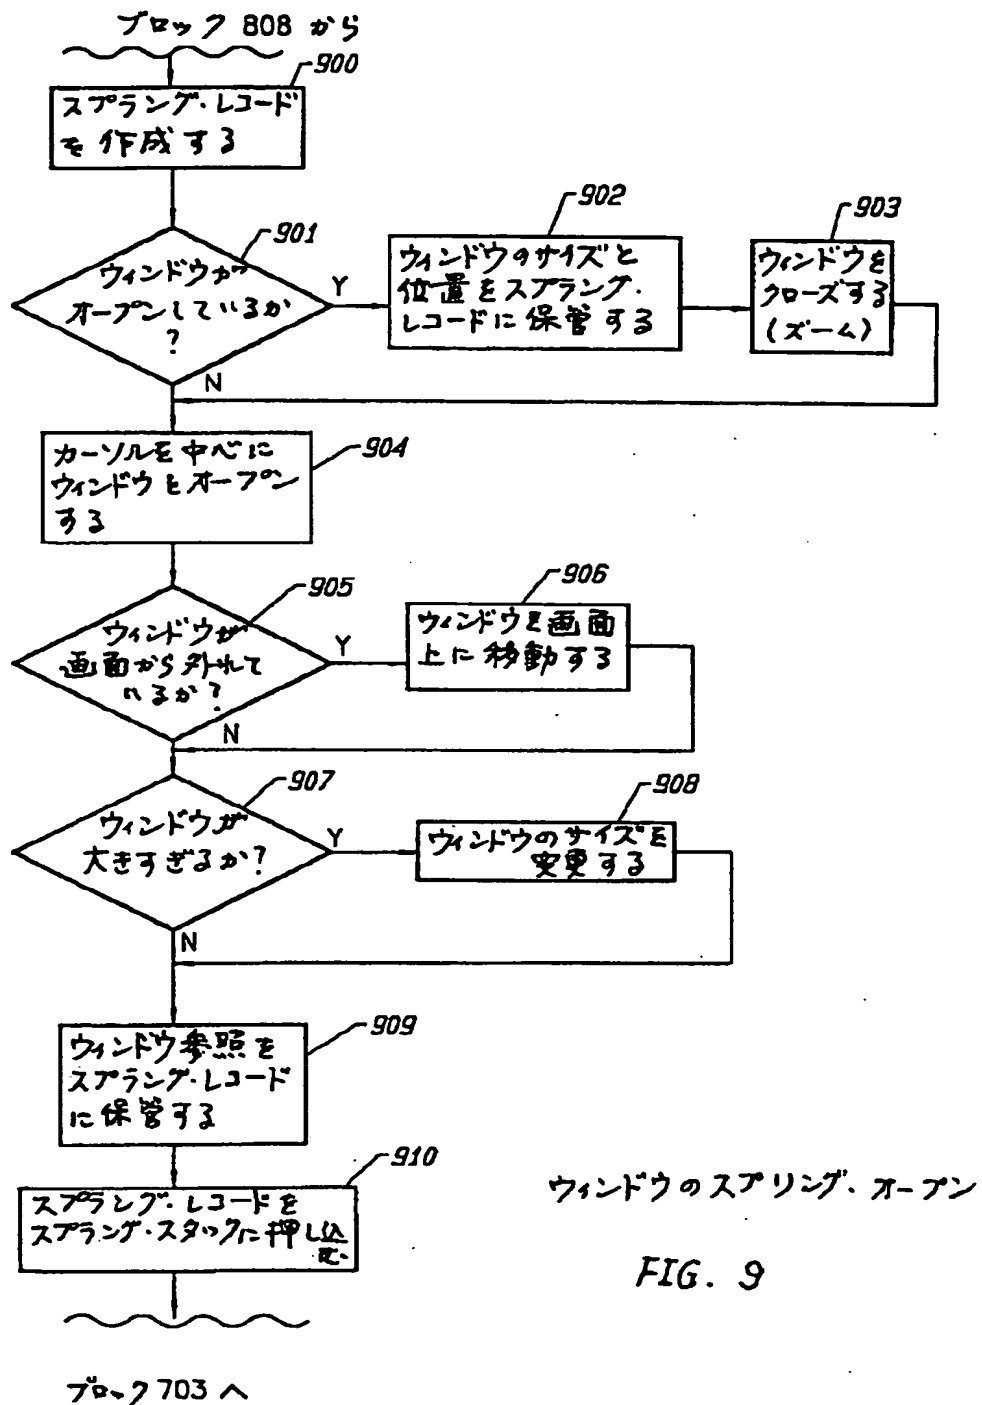 ブロック 808 から
900
スプラング・レコード
を作成する
901
ウィンドウが
オープンしているか
?
Y
N
902
ウィンドウのサイズと
位置をスプラング・
レコードに保管する
903
ウィンドウを
クローズする
(ズーム)
904
カーソルを中心に
ウィンドウをオープン
する
905
ウィンドウが
画面から外れて
いるか?
Y
N
906
ウィンドウを画面
上に移動する
907
ウィンドウが
大きすぎるか?
Y
N
908
ウィンドウのサイズを
変更する
909
ウィンドウ参照を
スプラング・レコード
に保管する
910
スプラング・レコードを
スプラング・スタックに押し込
む
ウィンドウのスプリング・オープン
FIG. 9
ブロック 703 へ